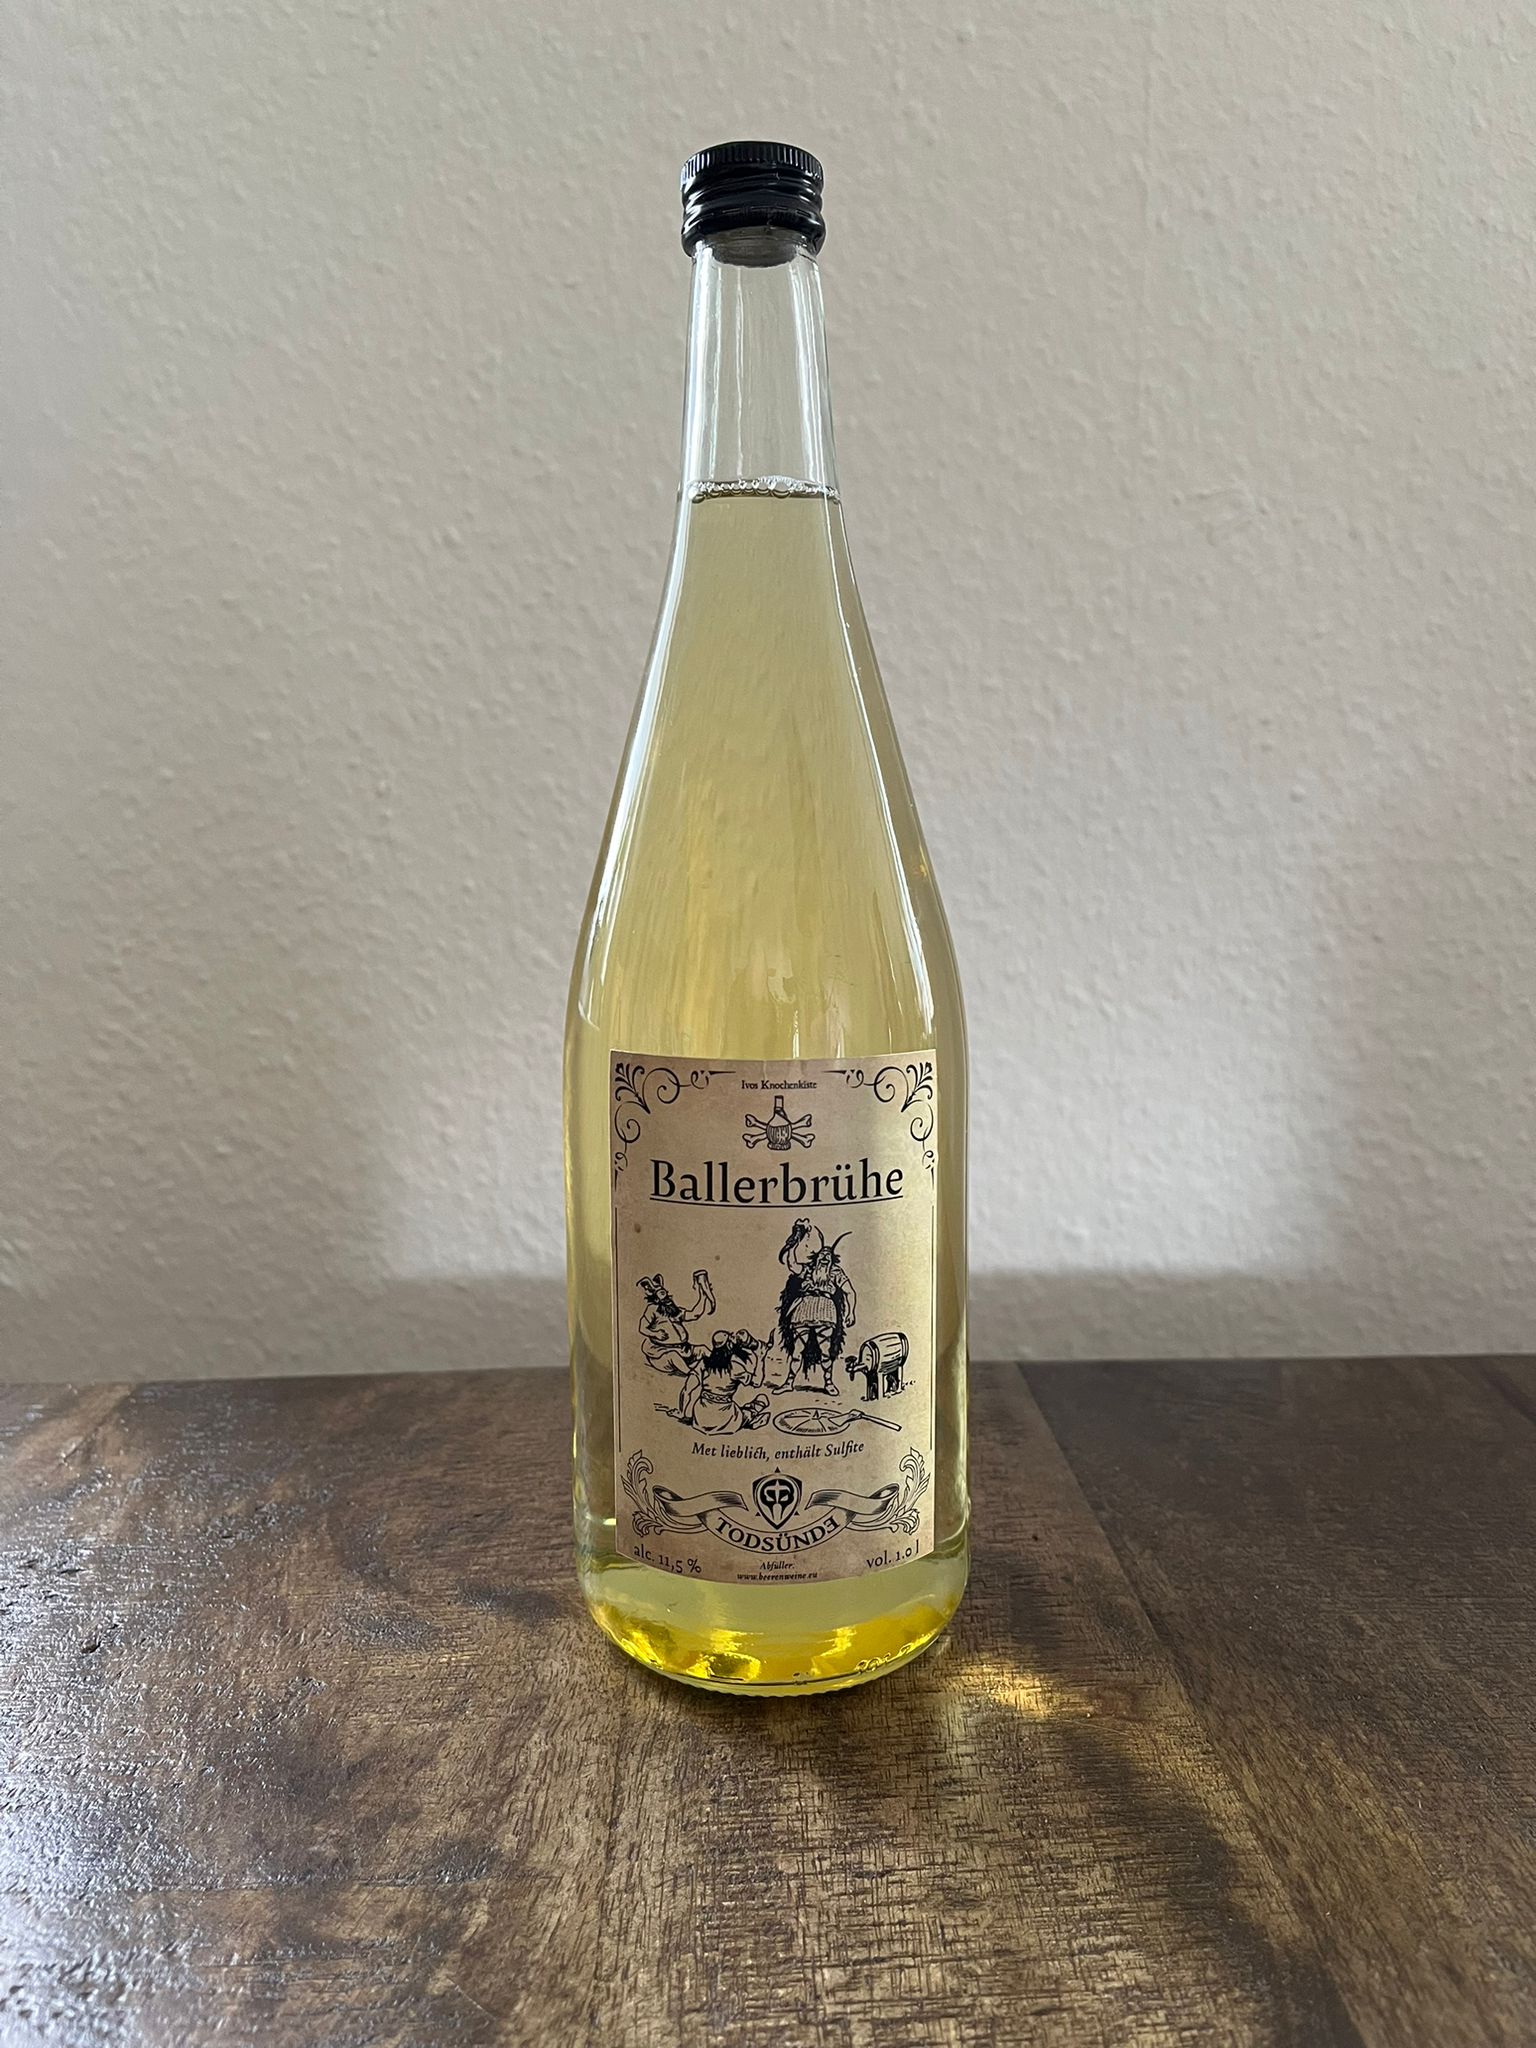 Ivos Knochenkiste
Ballerbrühe
Met lieblich, enthält Sulfite
TODSÜNDE
alc. 11,5 %
Abfüller:
www.beerenweine.eu
vol. 1.0 l